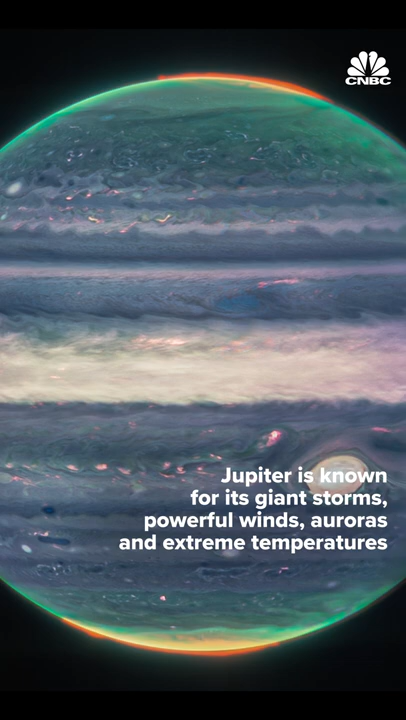 CNBC
Jupiter is known
for its giant storms,
powerful winds, auroras
and extreme temperatures